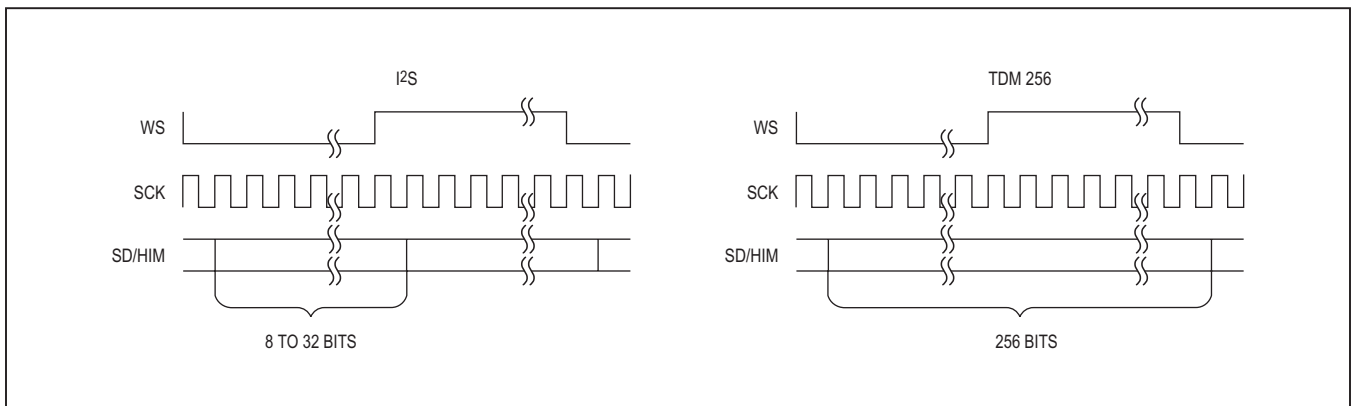 I²S
WS
SCK
SD/HIM
8 TO 32 BITS
TDM 256
WS
SCK
SD/HIM
256 BITS